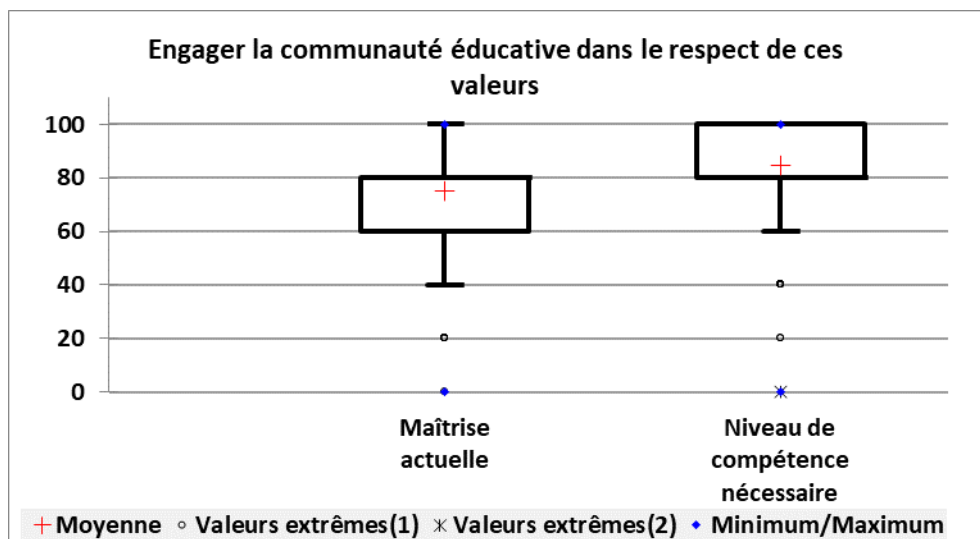 Engager la communauté éducative dans le respect de ces
valeurs
100
80
60
40
20
0
Maîtrise
actuelle
Niveau de
compétence
nécessaire
Moyenne
Valeurs extrêmes(1)
Valeurs extrêmes(2)
Minimum/Maximum